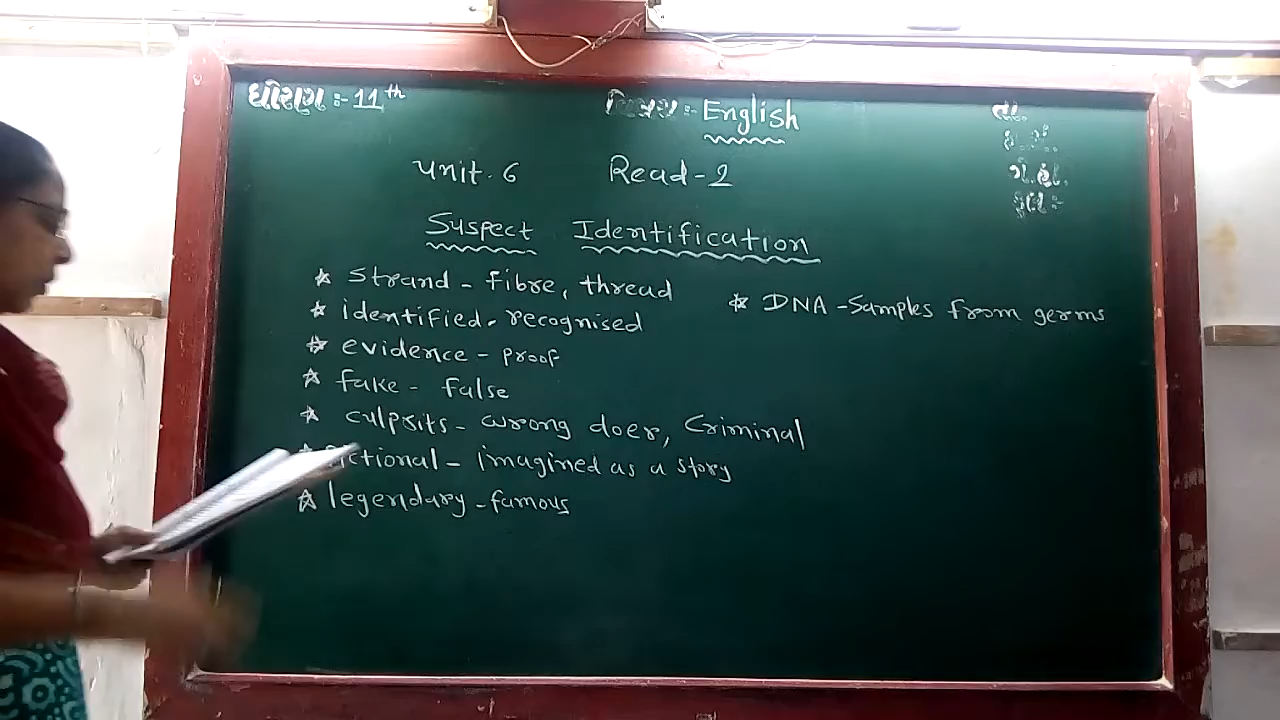 ધોરણ :- 11th
વિષય :- English
તા.
ગે.હા.
કુલ :-
Unit. 6 Read-2
Suspect Identification
☆ Strand - Fibre, thread
☆ identified - recognised
☆ evidence - proof
☆ fake - false
☆ culprits - wrong doer, Criminal
fictional - imagined as a story
☆ legendary - famous
☆ DNA - Samples from germs